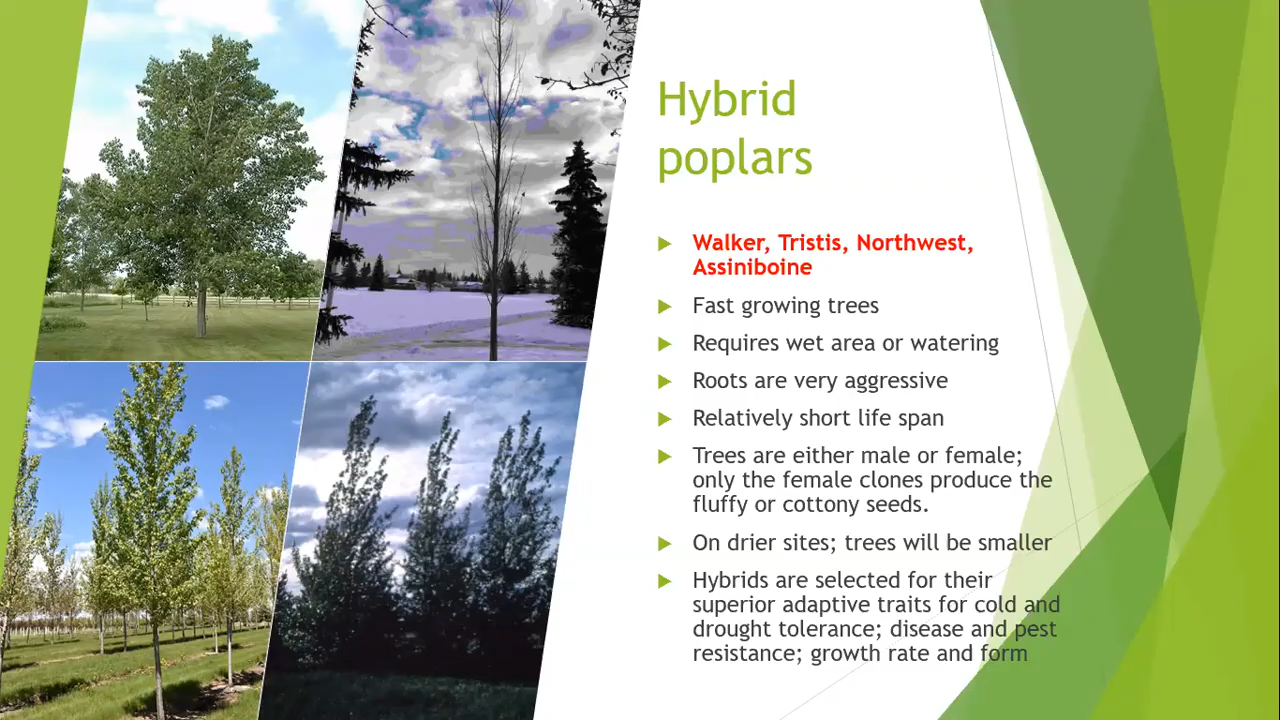 Hybrid
poplars
Walker, Tristis, Northwest,
Assiniboine
Fast growing trees
Requires wet area or watering
Roots are very aggressive
Relatively short life span
Trees are either male or female;
only the female clones produce the
fluffy or cottony seeds.
On drier sites; trees will be smaller
Hybrids are selected for their
superior adaptive traits for cold and
drought tolerance; disease and pest
resistance; growth rate and form